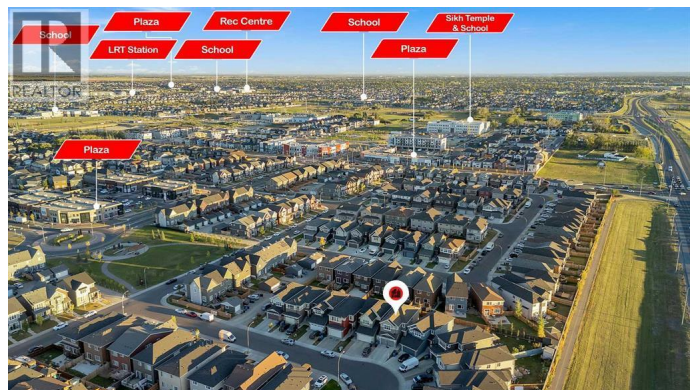 Plaza
Rec Centre
School
Sikh Temple
& School
School
LRT Station
School
Plaza
REALTOR
Plaza